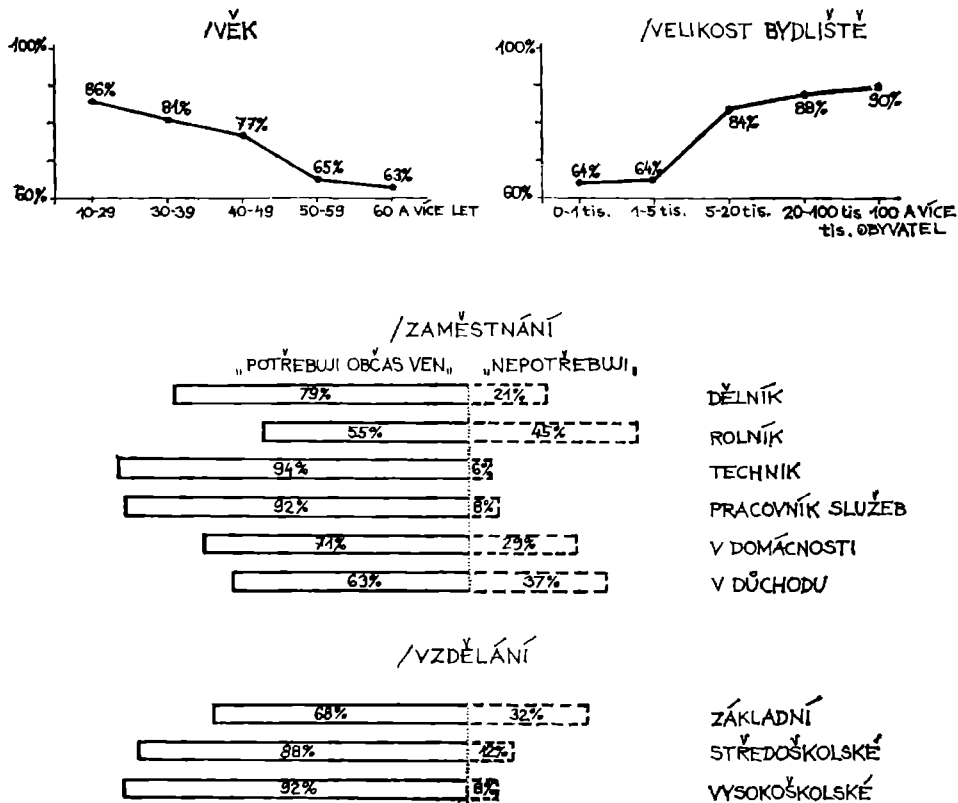 /VĚK
100%
86%
81%
77%
65%
63%
60%
10-29 30-39 40-49 50-59 60 A VÍCE LET
/VELIKOST BYDLIŠTĚ
100%
64%
64%
84%
88%
90%
60%
0-1 tis. 1-5 tis. 5-20 tis. 20-100 tis 100 A VÍCE
tis. OBYVATEL
/ZAMĚSTNÁNÍ
„POTŘEBUJI OBČAS VEN„ „NEPOTŘEBUJI„
79% 21% DĚLNÍK
55% 45% ROLNÍK
94% 6% TECHNIK
92% 8% PRACOVNÍK SLUŽEB
71% 29% V DOMÁCNOSTI
63% 37% V DŮCHODU
/VZDĚLÁNÍ
68% 32% ZÁKLADNÍ
88% 12% STŘEDOŠKOLSKÉ
92% 8% VYSOKOŠKOLSKÉ